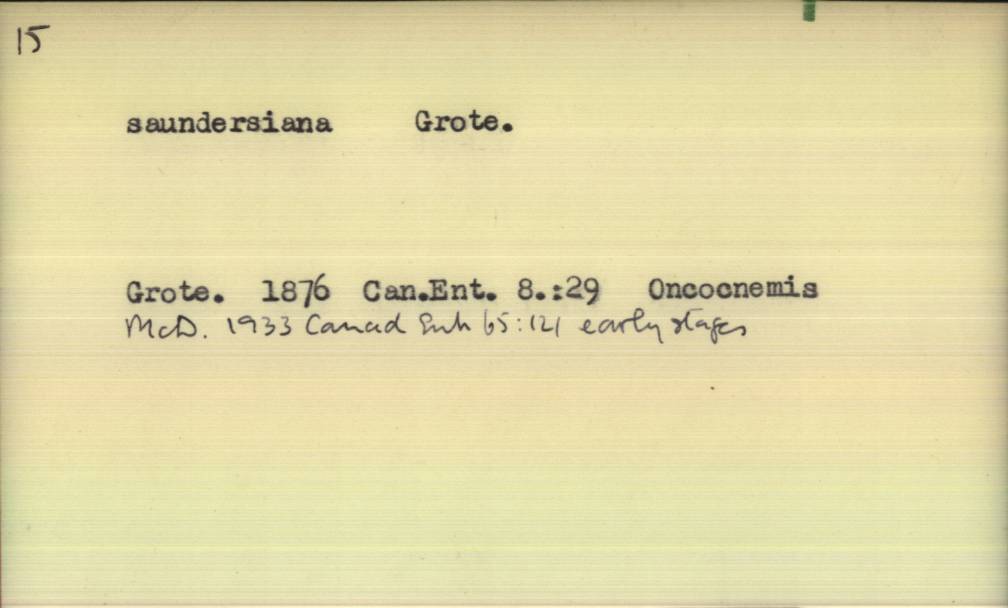 15
saundersiana Grote.
Grote. 1876 Can.Ent. 8.:29 Oncocnemis
McD. 1933 Canad Ent 65:121 early stages